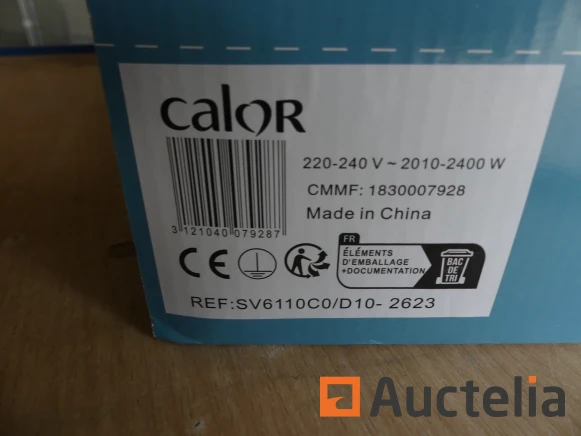 calor
220-240 V ~ 2010-2400 W
CMMF: 1830007928
Made in China
3 121040 079287
FR
ÉLÉMENTS
D'EMBALLAGE
+DOCUMENTATION
BAC
DE
TRI
CE
REF:SV6110C0/D10- 2623
Auctelia